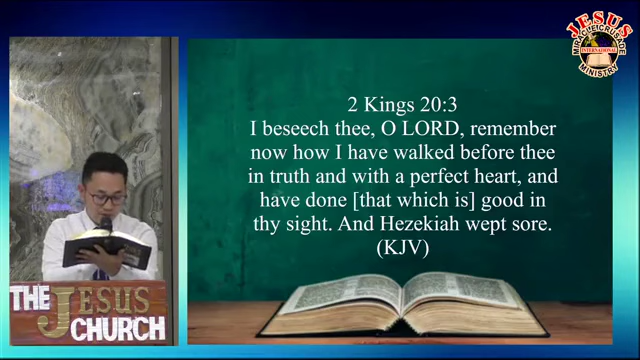 JESUS
MIRACLE CRUSADE
INTERNATIONAL
MINISTRY
2 Kings 20:3
I beseech thee, O LORD, remember
now how I have walked before thee
in truth and with a perfect heart, and
have done [that which is] good in
thy sight. And Hezekiah wept sore.
(KJV)
THE JESUS
CHURCH